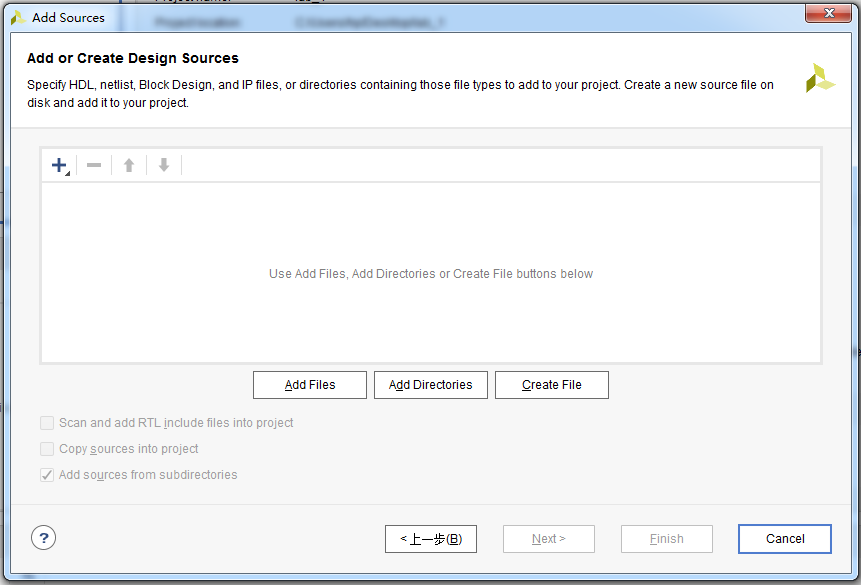 Add Sources
Add or Create Design Sources
Specify HDL, netlist, Block Design, and IP files, or directories containing those file types to add to your project. Create a new source file on
disk and add it to your project.
Use Add Files, Add Directories or Create File buttons below
Add Files Add Directories Create File
Scan and add RTL include files into project
Copy sources into project
Add sources from subdirectories
? < 上一步(B) Next > Finish Cancel